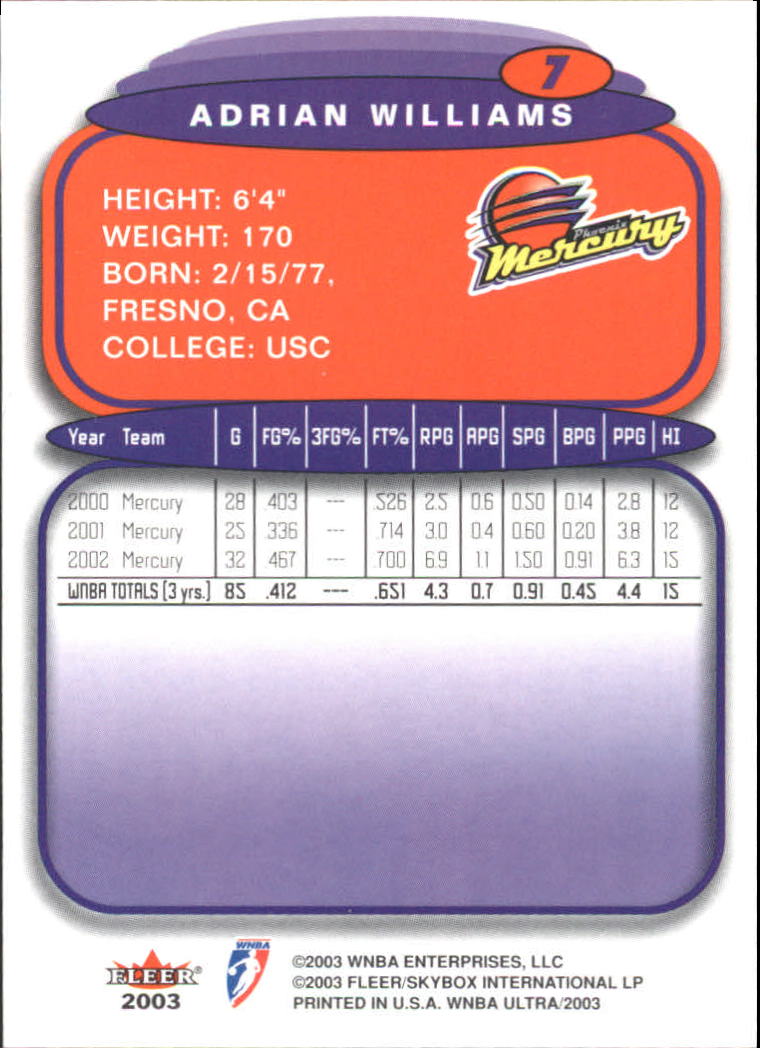 7
ADRIAN WILLIAMS
HEIGHT: 6'4"
WEIGHT: 170
BORN: 2/15/77,
FRESNO, CA
COLLEGE: USC
Phoenix
Mercury
Year Team G FG% 3FG% FT% RPG APG SPG BPG PPG HI
2000 Mercury 28 .403 --- .526 2.5 0.6 0.50 0.14 2.8 12
2001 Mercury 25 .336 --- .714 3.0 0.4 0.60 0.20 3.8 12
2002 Mercury 32 .467 --- .700 6.9 1.1 1.50 0.91 6.3 15
WNBA TOTALS (3 yrs.) 85 .412 --- .651 4.3 0.7 0.91 0.45 4.4 15
FLEER®
2003
WNBA
©2003 WNBA ENTERPRISES, LLC
©2003 FLEER/SKYBOX INTERNATIONAL LP
PRINTED IN U.S.A. WNBA ULTRA/2003